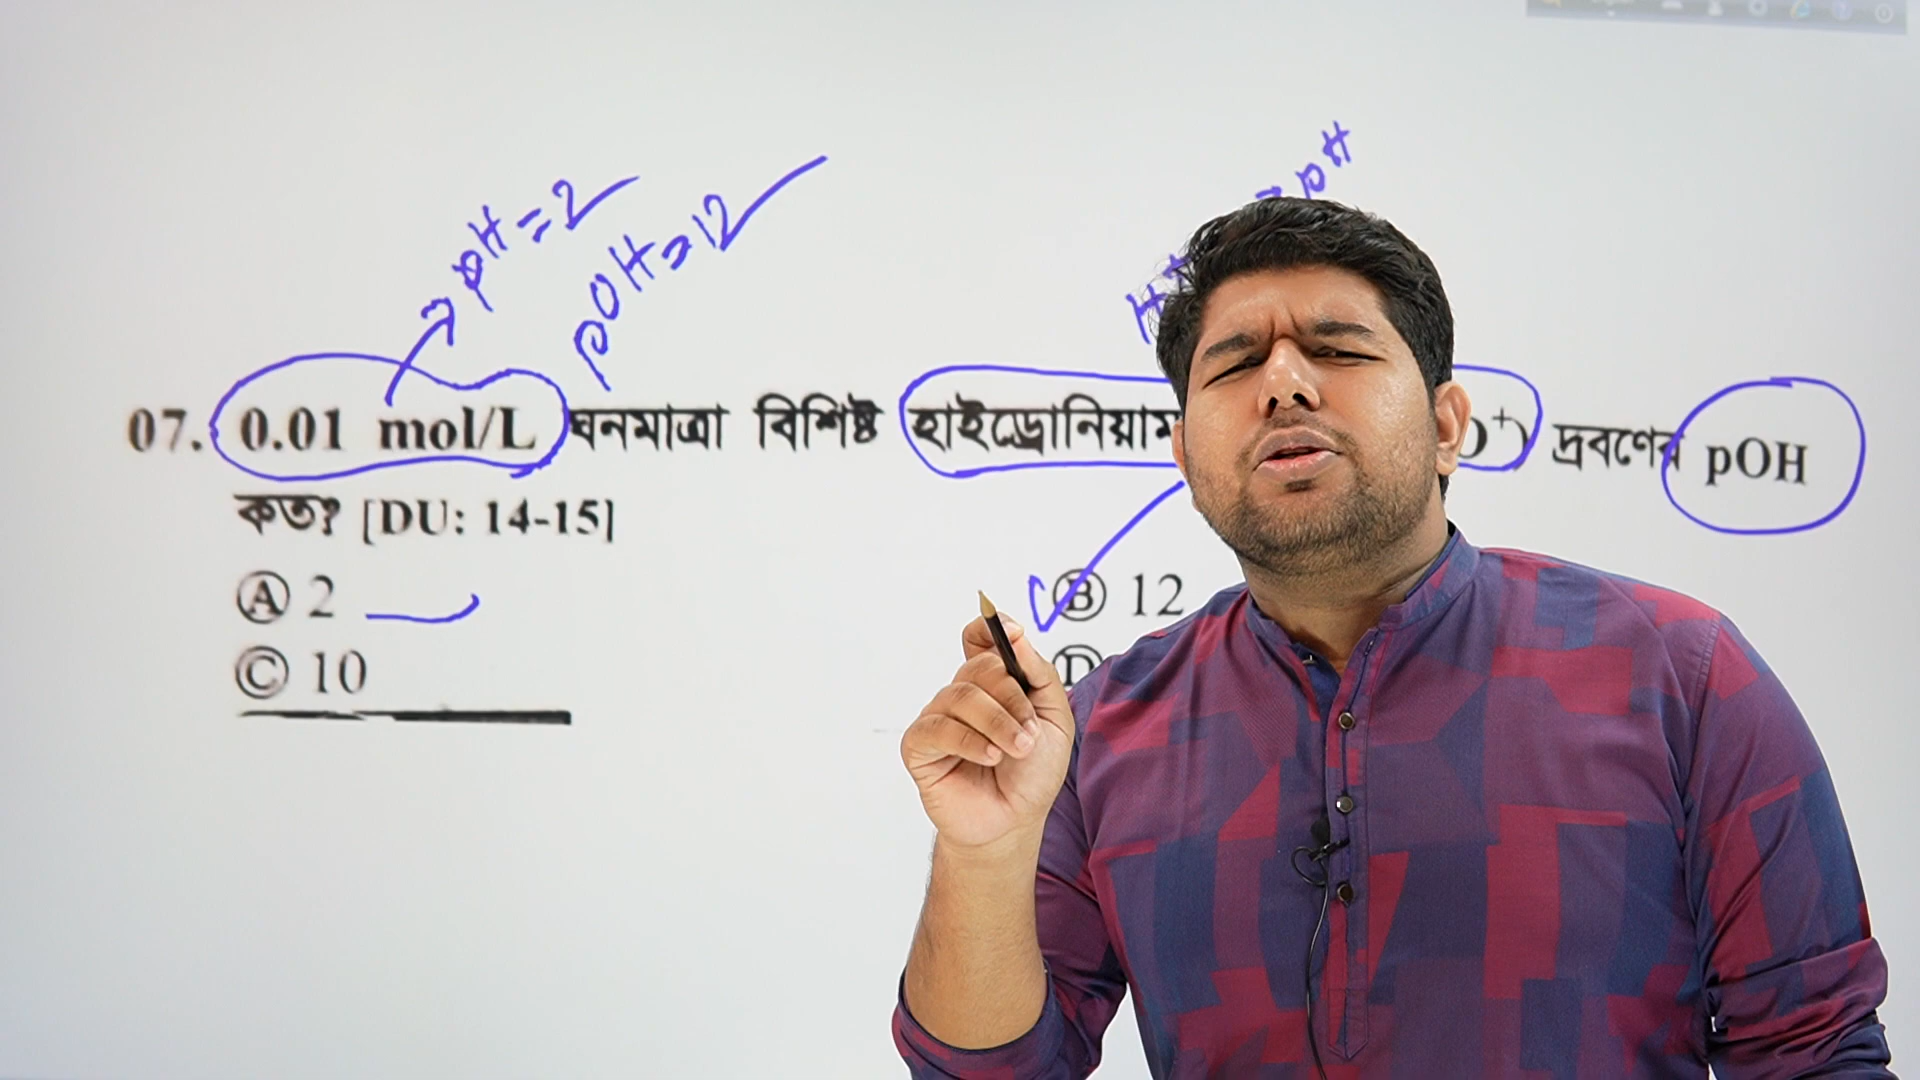 pH = 2
pOH = 12
H+
pH
07. 0.01 mol/L ঘনমাত্রা বিশিষ্ট হাইড্রোনিয়াম O⁺) দ্রবণের pOH
কত? [DU: 14-15]
Ⓐ 2
Ⓑ 12
Ⓒ 10
Ⓓ